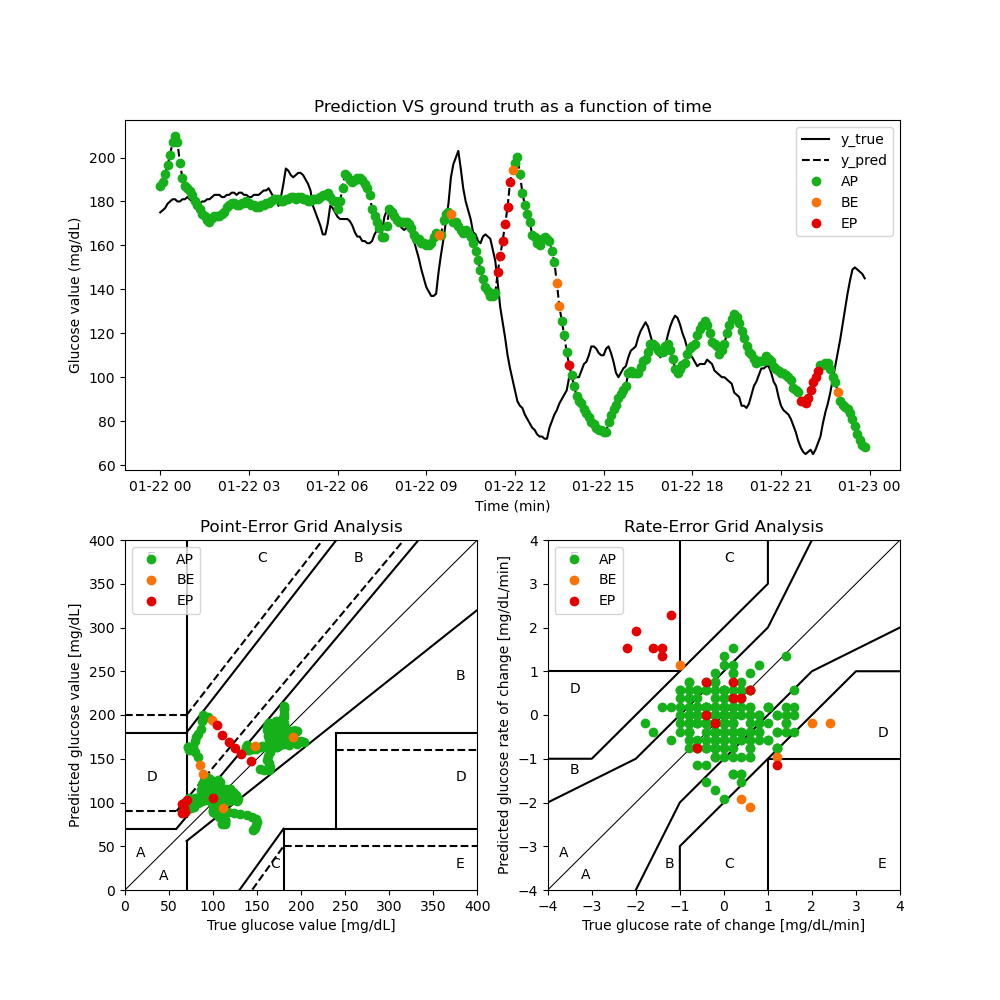 Prediction VS ground truth as a function of time
Glucose value (mg/dL)
200
180
160
140
120
100
80
60
y_true
y_pred
AP
BE
EP
01-22 00 01-22 03 01-22 06 01-22 09 01-22 12 01-22 15 01-22 18 01-22 21 01-23 00
Time (min)
Point-Error Grid Analysis
Predicted glucose value [mg/dL]
400
350
300
250
200
150
100
50
0
AP
BE
EP
C B
B
D D
A
A
C E
0 50 100 150 200 250 300 350 400
True glucose value [mg/dL]
Rate-Error Grid Analysis
Predicted glucose rate of change [mg/dL/min]
4
3
2
1
0
−1
−2
−3
−4
AP
BE
EP
C
D
D
B
A
A
B C E
−4 −3 −2 −1 0 1 2 3 4
True glucose rate of change [mg/dL/min]